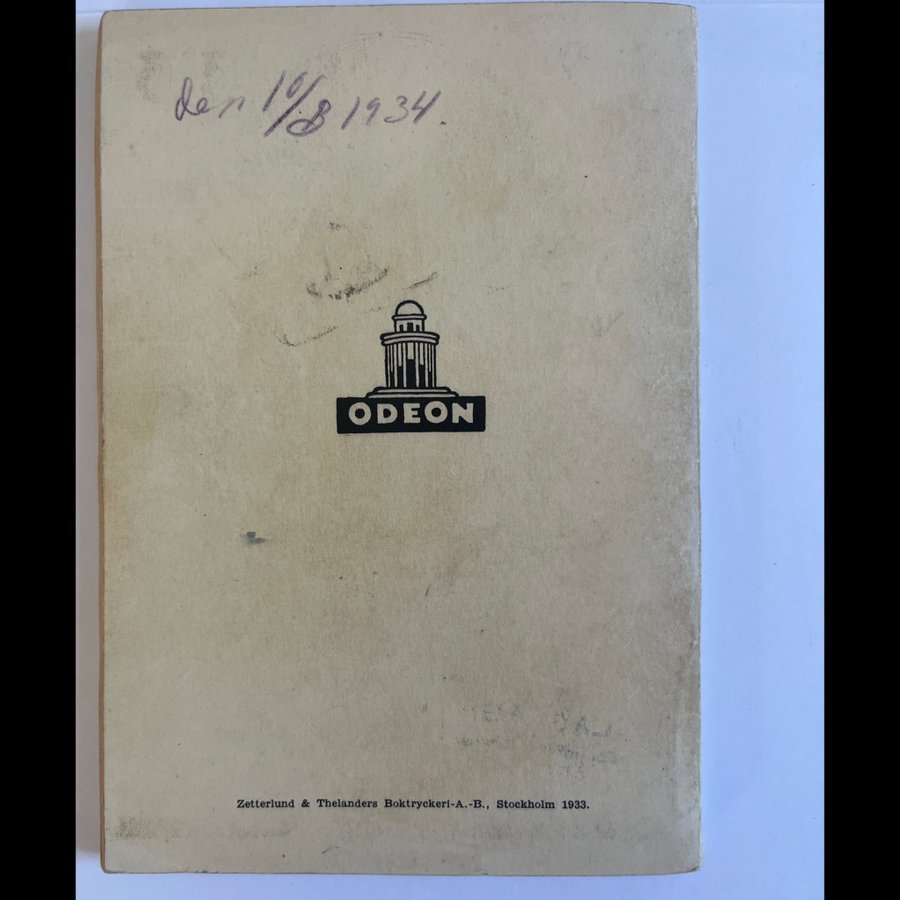 den 10/8 1934.
ODEON
Zetterlund & Thelanders Boktryckeri-A.-B., Stockholm 1933.